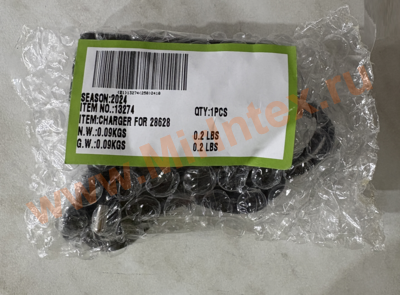 SEASON:2024
ITEM NO.:13274 QTY:1PCS
ITEM:CHARGER FOR 28628
N.W.:0.09KGS 0.2 LBS
G.W.:0.09KGS 0.2 LBS
www.MirIntex.ru